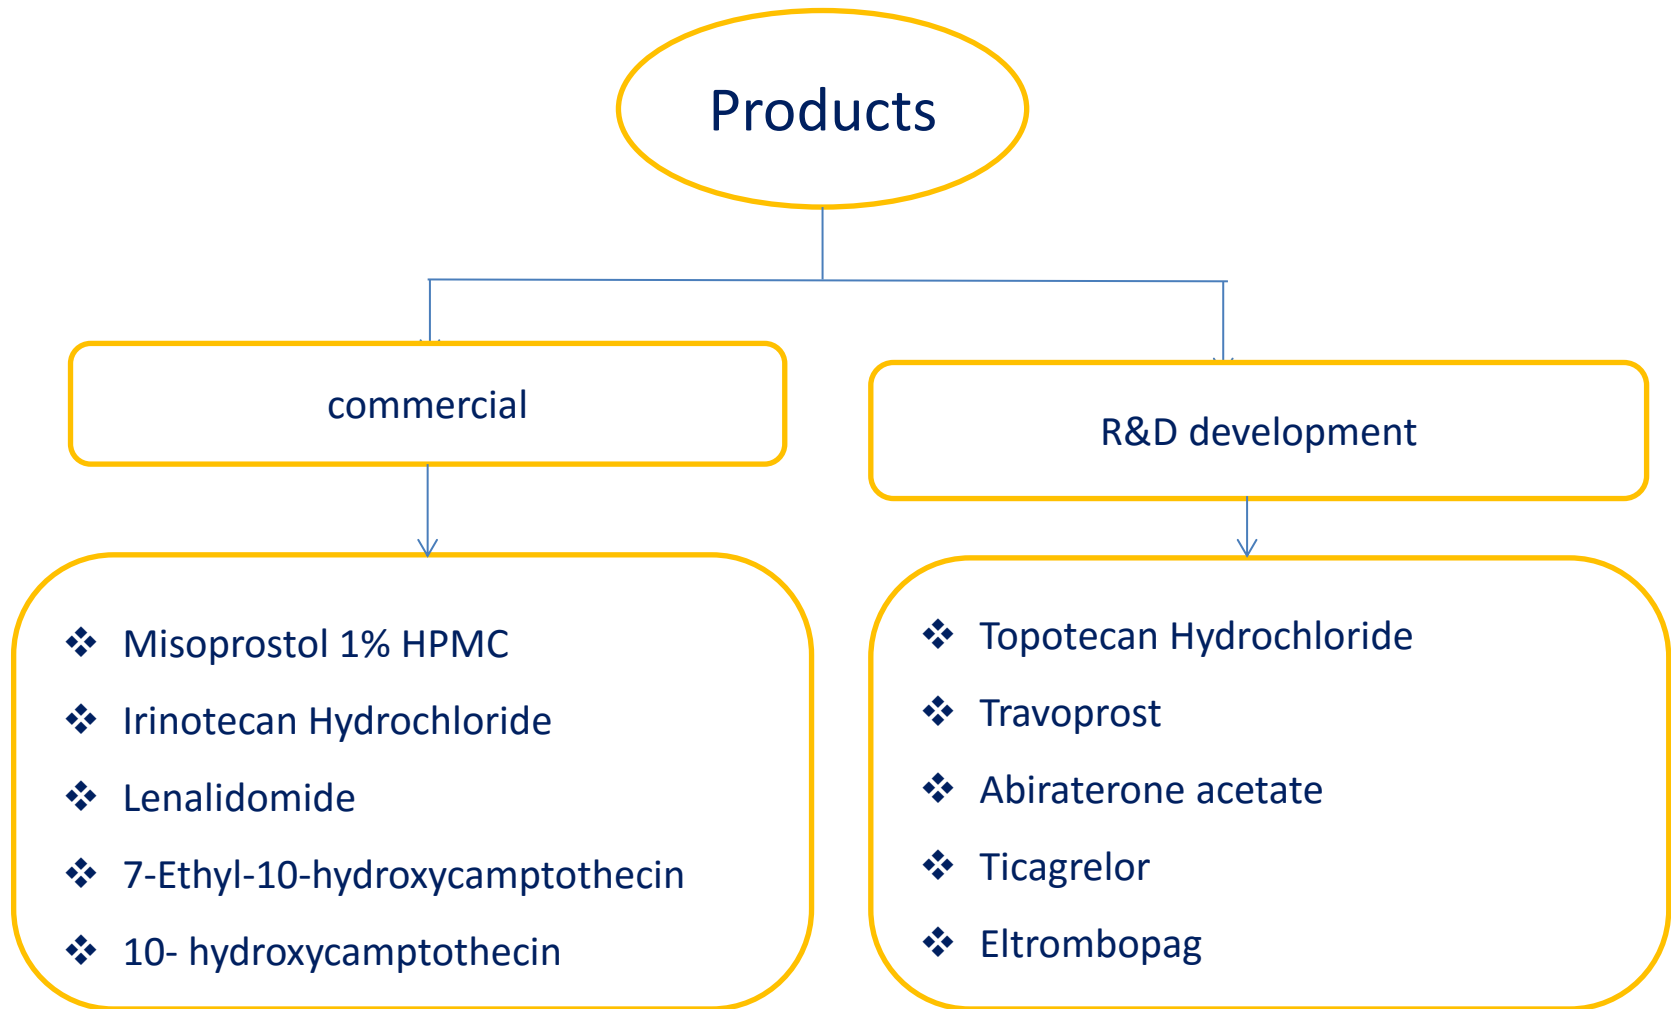 Products
commercial
R&D development
❖ Misoprostol 1% HPMC
❖ Irinotecan Hydrochloride
❖ Lenalidomide
❖ 7-Ethyl-10-hydroxycamptothecin
❖ 10- hydroxycamptothecin
❖ Topotecan Hydrochloride
❖ Travoprost
❖ Abiraterone acetate
❖ Ticagrelor
❖ Eltrombopag